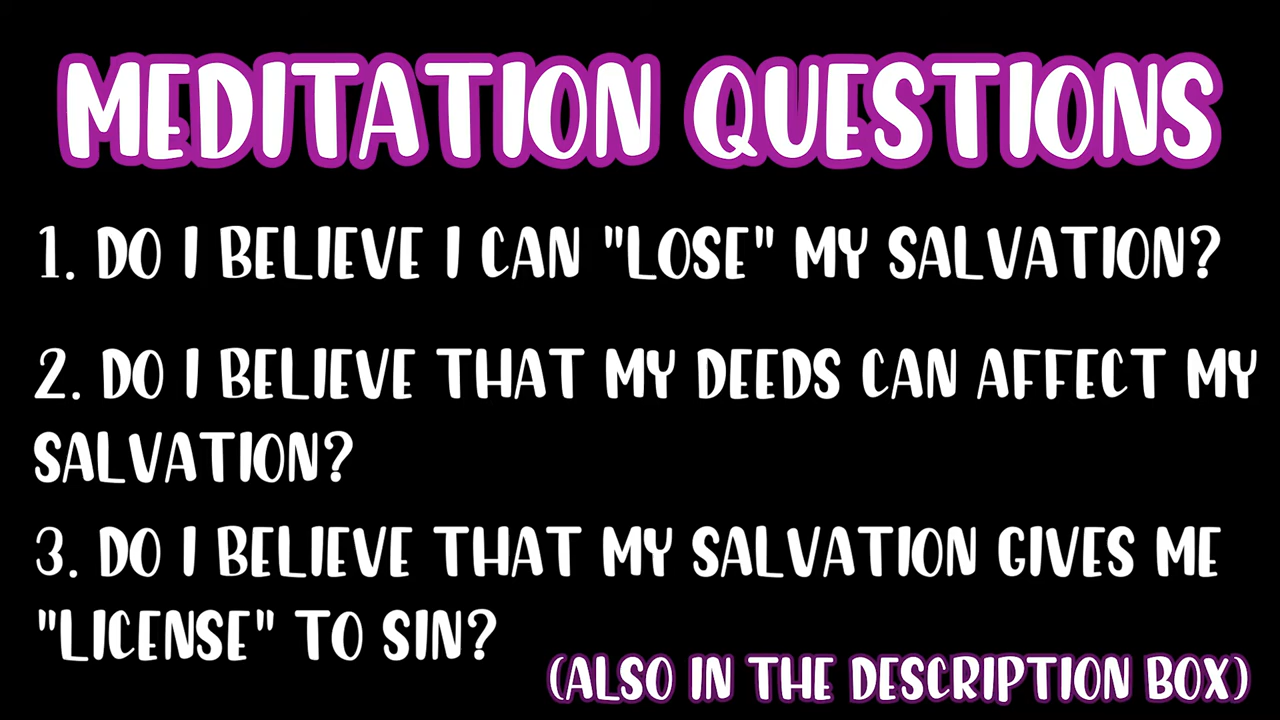 MEDITATION QUESTIONS
1. DO I BELIEVE I CAN "LOSE" MY SALVATION?
2. DO I BELIEVE THAT MY DEEDS CAN AFFECT MY
SALVATION?
3. DO I BELIEVE THAT MY SALVATION GIVES ME
"LICENSE" TO SIN?
(ALSO IN THE DESCRIPTION BOX)